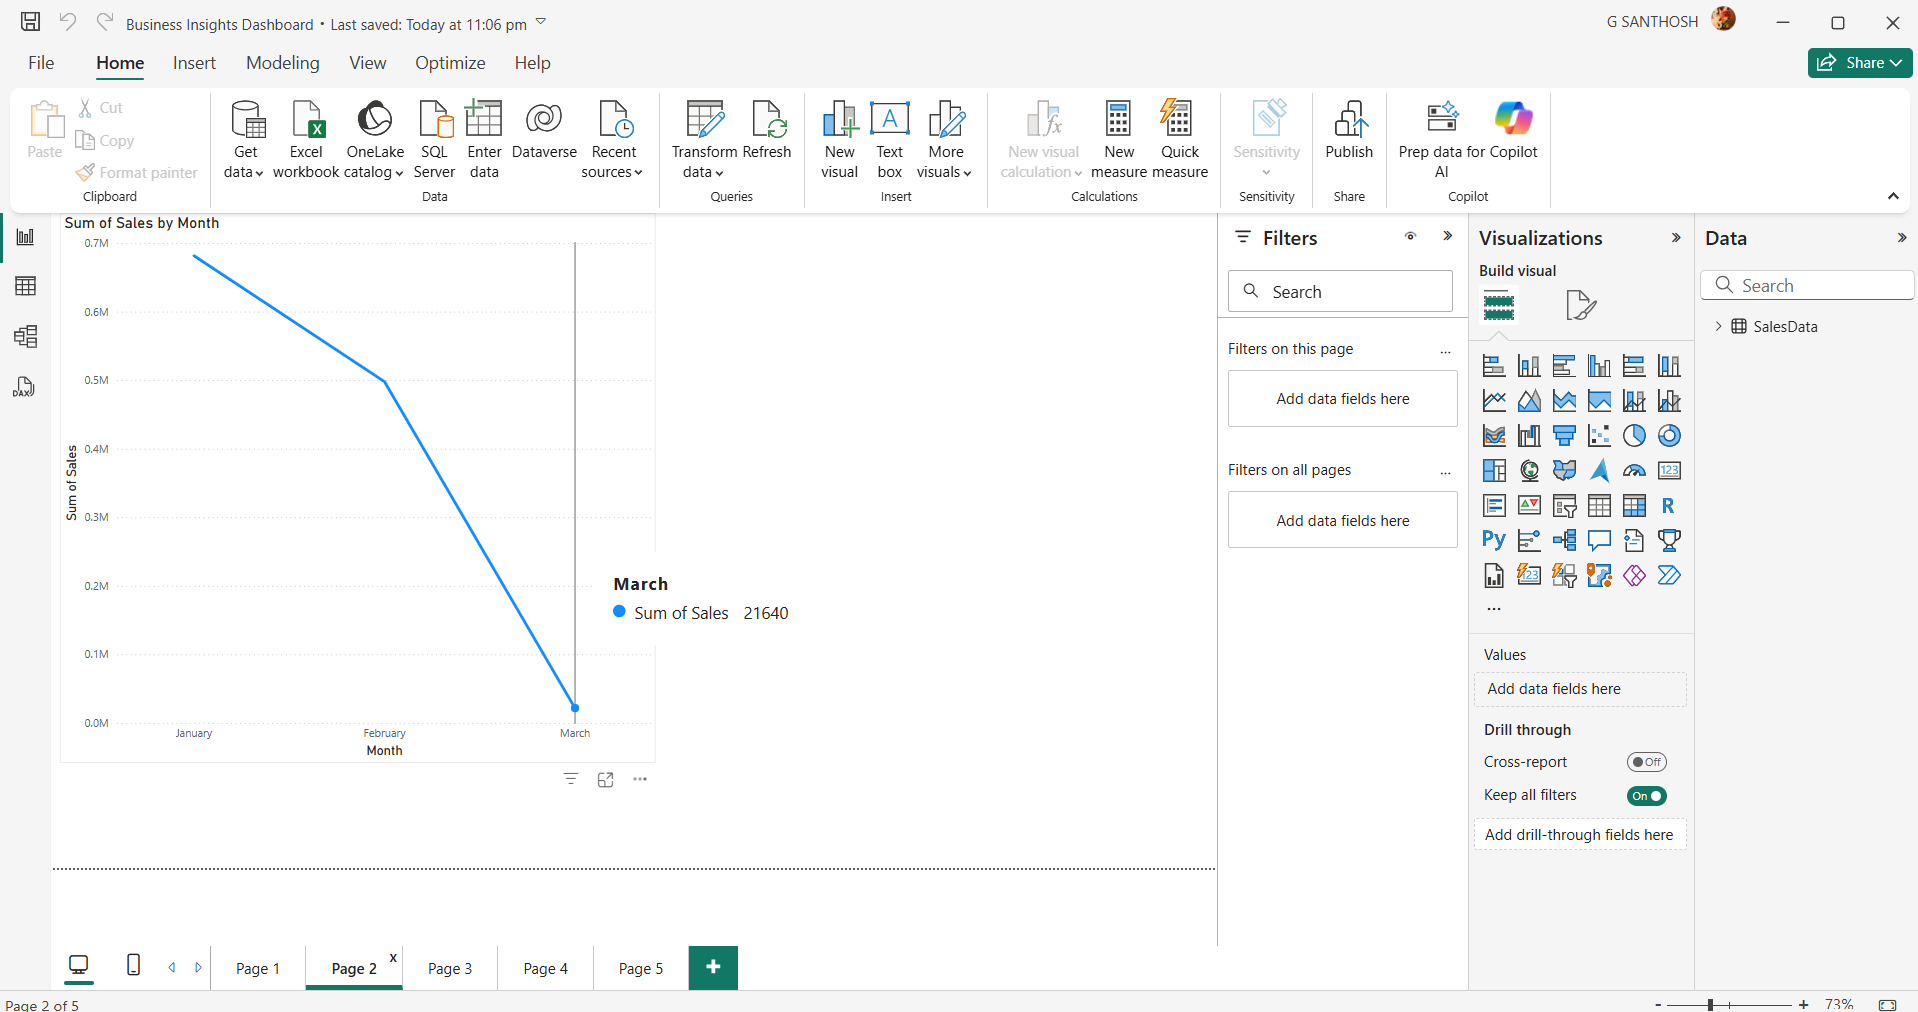 Business Insights Dashboard • Last saved: Today at 11:06 pm
G SANTHOSH
File Home Insert Modeling View Optimize Help
Share
Paste
Cut
Copy
Format painter
Clipboard
Get data
Excel workbook
OneLake catalog
SQL Server
Enter data
Dataverse
Recent sources
Data
Transform data
Refresh
Queries
New visual
Text box
A
More visuals
Insert
New visual calculation
fx
New measure
Quick measure
Calculations
Sensitivity
Sensitivity
Publish
Share
Prep data for AI
Copilot
Copilot
DAX
Sum of Sales by Month
0.7M
0.6M
0.5M
0.4M
0.3M
0.2M
0.1M
0.0M
Sum of Sales
January February March
Month
March
Sum of Sales 21640
Filters
Search
Filters on this page ...
Add data fields here
Filters on all pages ...
Add data fields here
Visualizations
Build visual
123
R
Py
123
...
Values
Add data fields here
Drill through
Cross-report Off
Keep all filters On
Add drill-through fields here
Data
Search
SalesData
Page 1 Page 2 x Page 3 Page 4 Page 5 +
Page 2 of 5
- + 73%